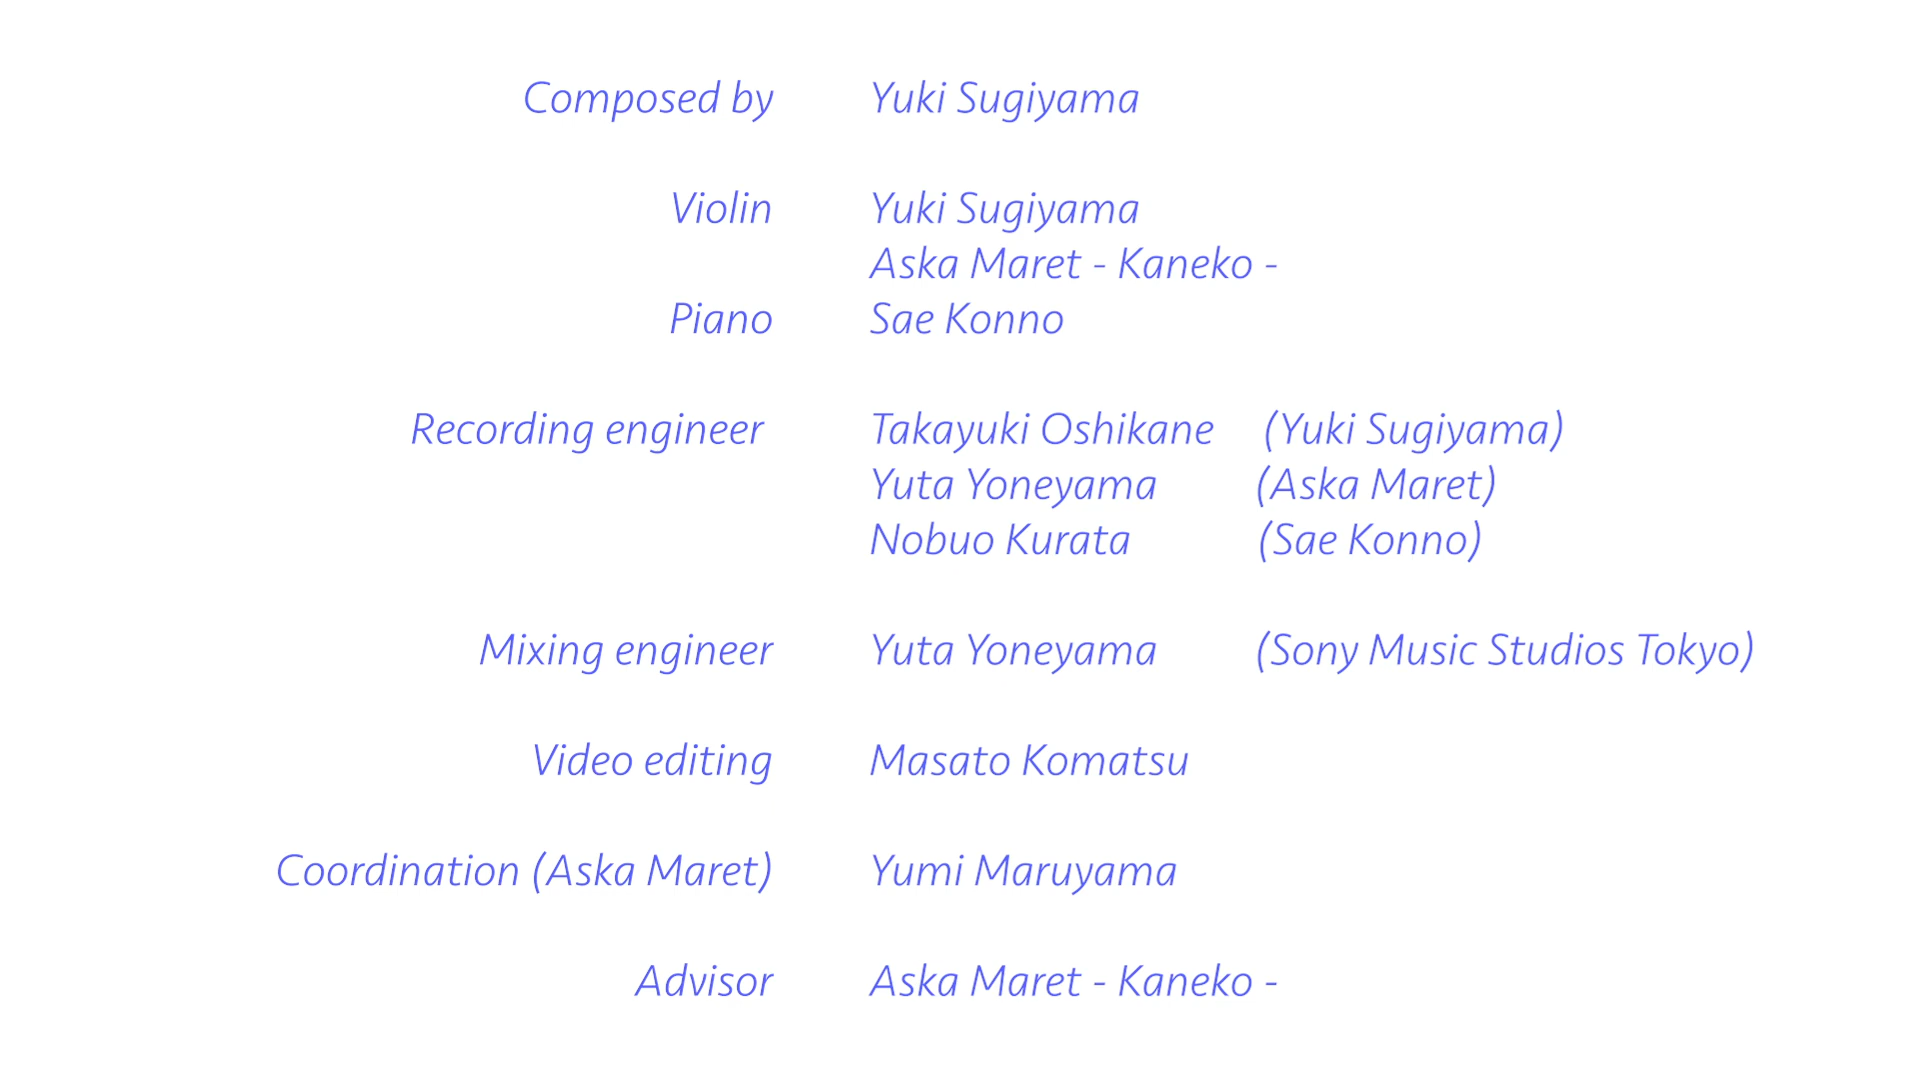 Composed by Yuki Sugiyama
Violin Yuki Sugiyama
Aska Maret - Kaneko -
Piano Sae Konno
Recording engineer Takayuki Oshikane (Yuki Sugiyama)
Yuta Yoneyama (Aska Maret)
Nobuo Kurata (Sae Konno)
Mixing engineer Yuta Yoneyama (Sony Music Studios Tokyo)
Video editing Masato Komatsu
Coordination (Aska Maret) Yumi Maruyama
Advisor Aska Maret - Kaneko -